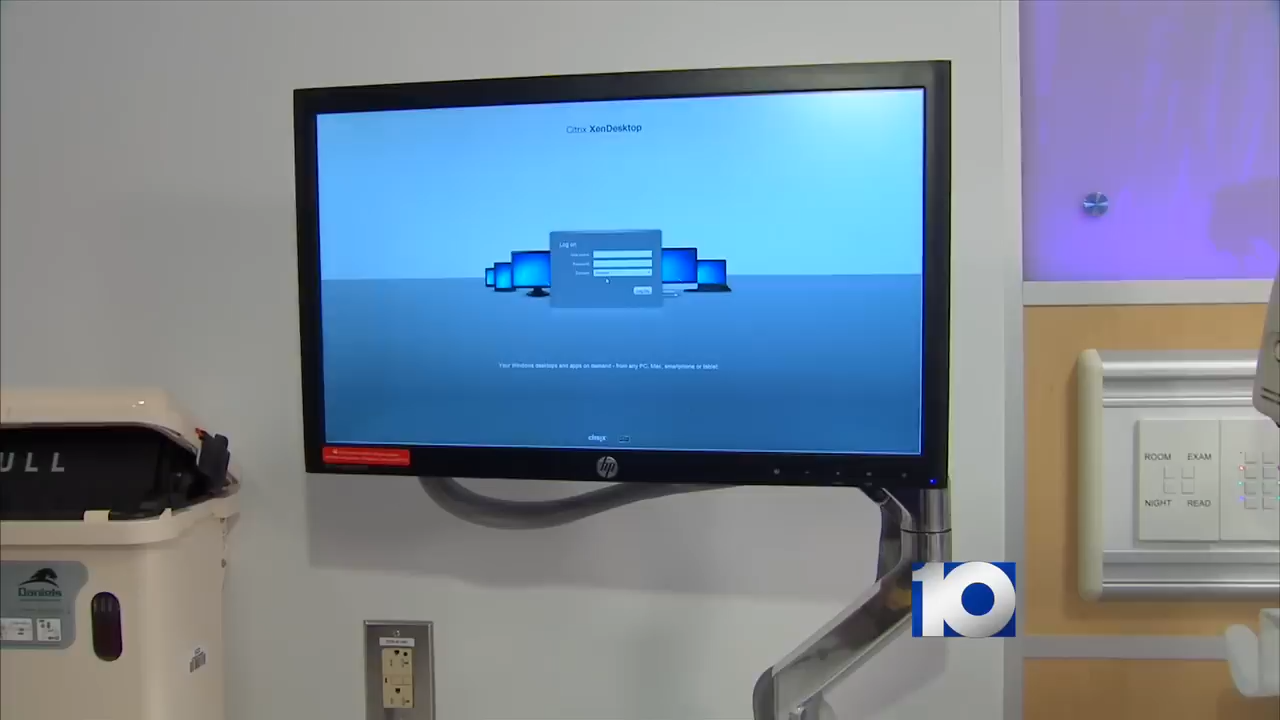 Citrix XenDesktop
Log on
Your Windows desktops and apps on demand - from any PC, Mac, smartphone or tablet
citrix
hp
ULL
Daniels
ROOM EXAM
NIGHT READ
10